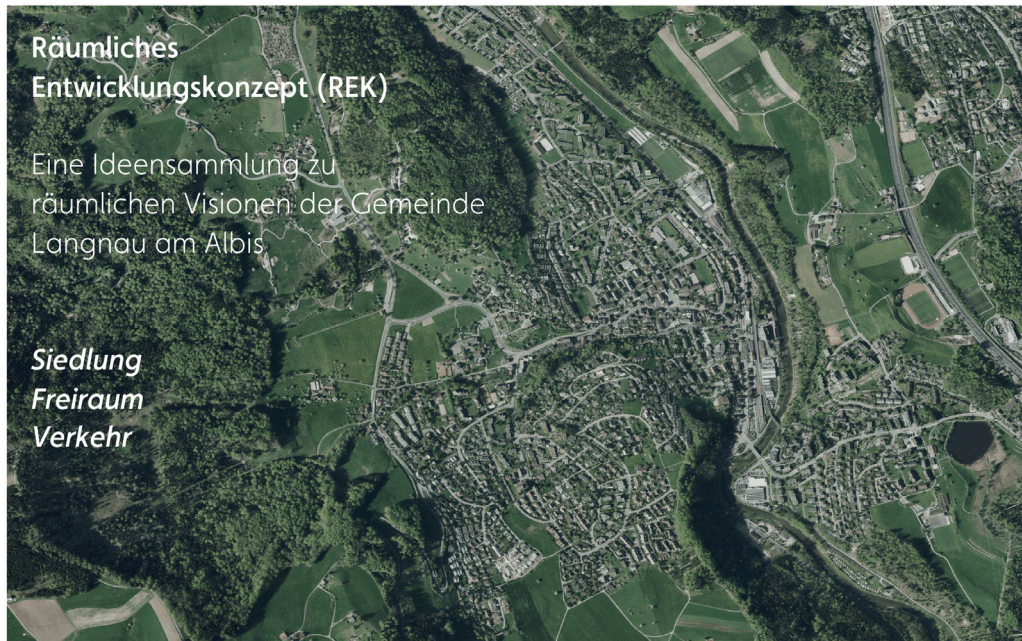 Räumliches
Entwicklungskonzept (REK)
Eine Ideensammlung zu
räumlichen Visionen der Gemeinde
Langnau am Albis
Siedlung
Freiraum
Verkehr